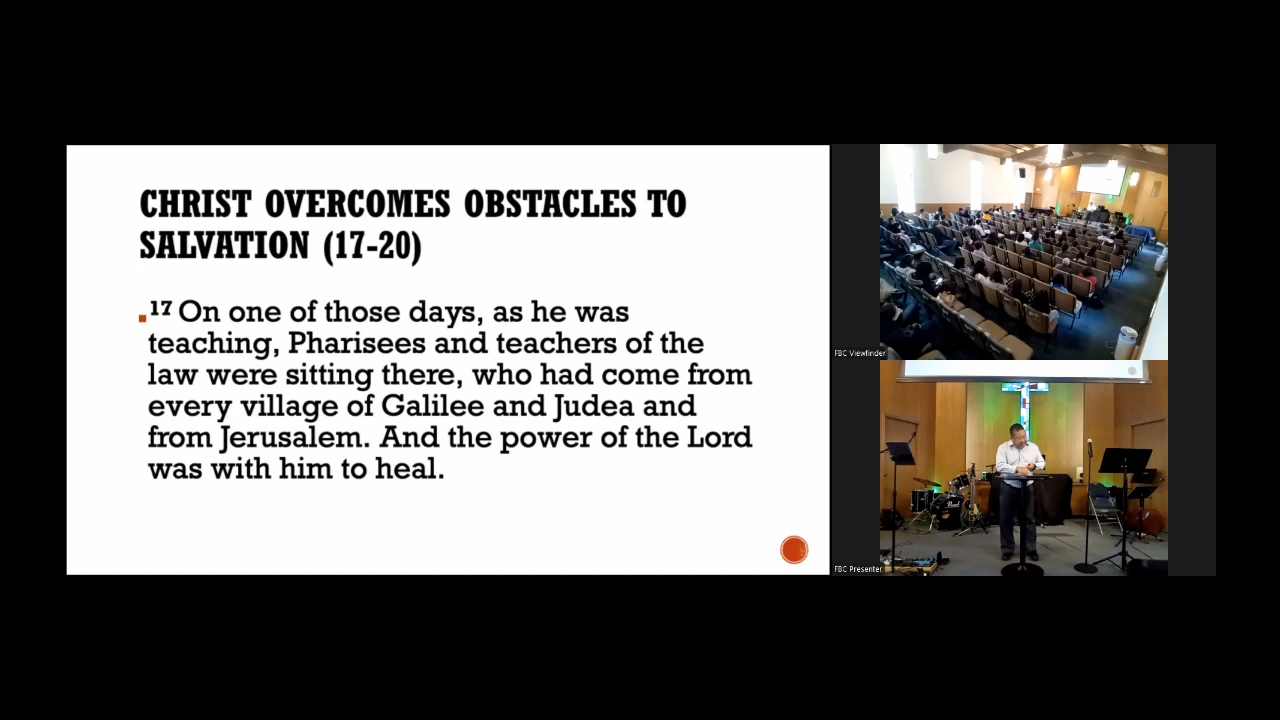 CHRIST OVERCOMES OBSTACLES TO
SALVATION (17-20)
17 On one of those days, as he was
teaching, Pharisees and teachers of the
law were sitting there, who had come from
every village of Galilee and Judea and
from Jerusalem. And the power of the Lord
was with him to heal.
FBC Viewfinder
FBC Presenter